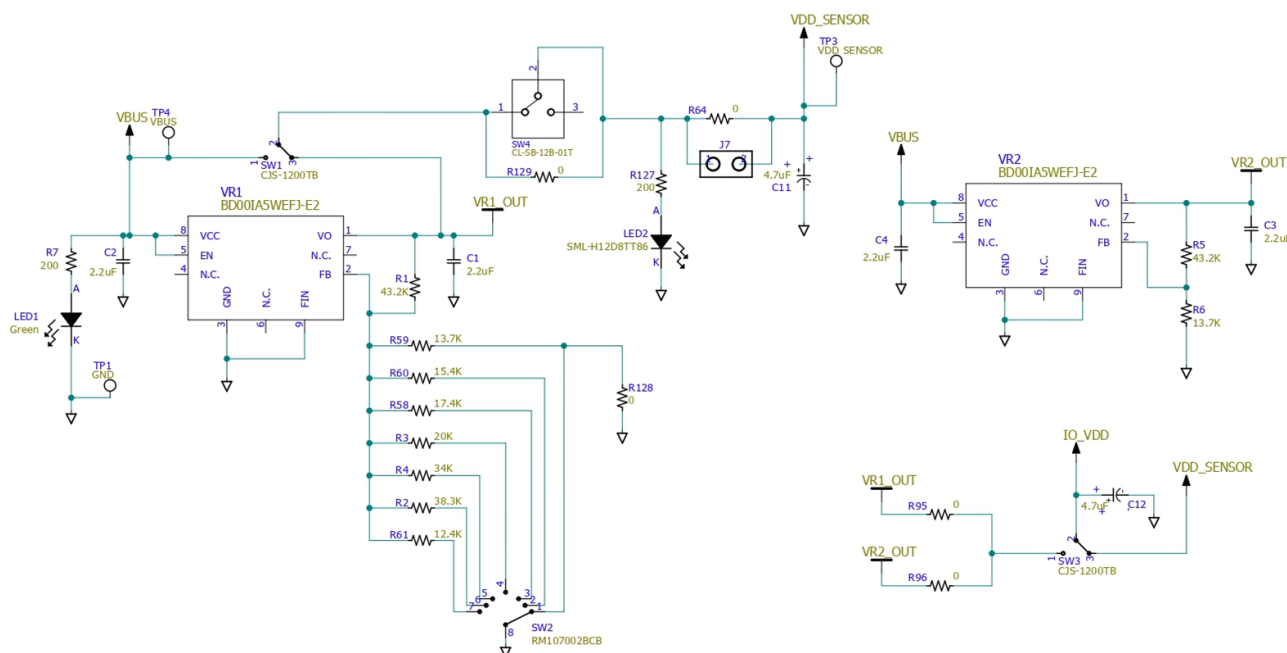 VBUS
TP4
VBUS
1
2
3
SW1
CJS-1200TB
2
1
3
SW4
CL-SB-12B-01T
R129
0
VDD_SENSOR
TP3
VDD SENSOR
R64
0
J7
1
2
+
+
4.7uF
C11
R127
200
A
LED2
SML-H12D8TT86
K
R7
200
A
LED1
Green
K
TP1
GND
C2
2.2uF
VR1
BD00IA5WEFJ-E2
8
VCC
5
EN
4
N.C.
VO
1
N.C.
7
FB
2
GND
N.C.
FIN
3
6
9
VR1_OUT
R1
43.2K
C1
2.2uF
R59
13.7K
R60
15.4K
R58
17.4K
R3
20K
R4
34K
R2
38.3K
R61
12.4K
R128
0
4
5
6
7
3
2
1
8
SW2
RM107002BCB
VBUS
C4
2.2uF
VR2
BD00IA5WEFJ-E2
8
VCC
5
EN
4
N.C.
VO
1
N.C.
7
FB
2
GND
N.C.
FIN
3
6
9
VR2_OUT
R5
43.2K
C3
2.2uF
R6
13.7K
IO_VDD
VR1_OUT
R95
0
VR2_OUT
R96
0
+
4.7uF
+
C12
VDD_SENSOR
1
2
3
SW3
CJS-1200TB